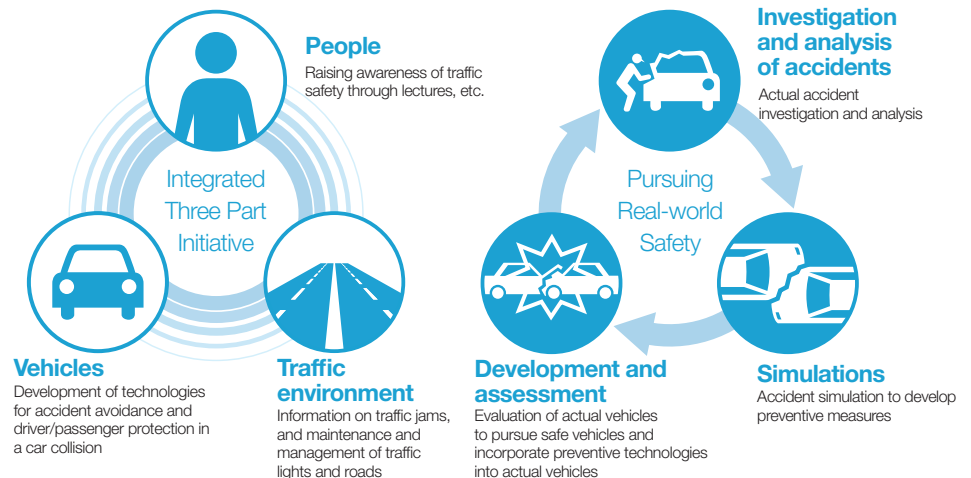 People
Raising awareness of traffic
safety through lectures, etc.
Integrated
Three Part
Initiative
Vehicles
Development of technologies
for accident avoidance and
driver/passenger protection in
a car collision
Traffic
environment
Information on traffic jams,
and maintenance and
management of traffic
lights and roads
Investigation
and analysis
of accidents
Actual accident
investigation and analysis
Pursuing
Real-world
Safety
Development and
assessment
Evaluation of actual vehicles
to pursue safe vehicles and
incorporate preventive technologies
into actual vehicles
Simulations
Accident simulation to develop
preventive measures